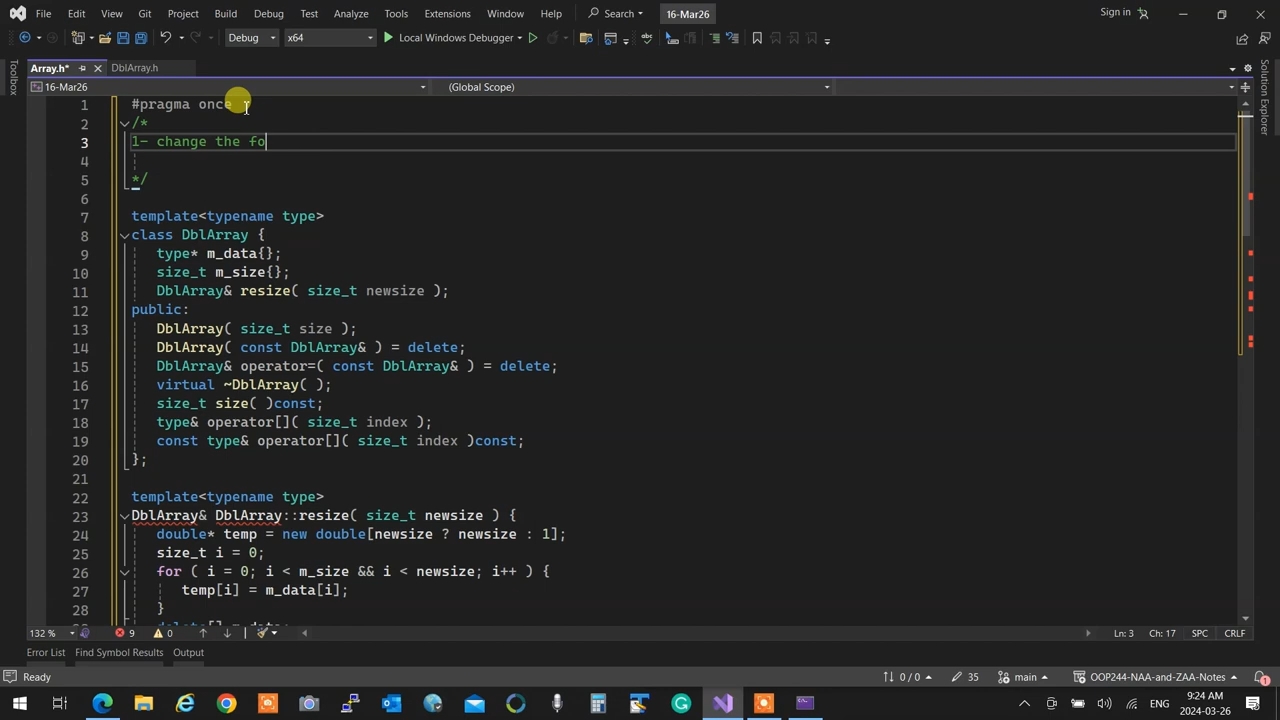 File Edit View Git Project Build Debug Test Analyze Tools Extensions Window Help Search 16-Mar26 Sign in
Debug x64 Local Windows Debugger
Array.h* DblArray.h
16-Mar26 (Global Scope)
Toolbox
Solution Explorer
1 #pragma once
2 /*
3 1- change the fo
4
5 */
6
7 template<typename type>
8 class DblArray {
9 type* m_data{};
10 size_t m_size{};
11 DblArray& resize( size_t newsize );
12 public:
13 DblArray( size_t size );
14 DblArray( const DblArray& ) = delete;
15 DblArray& operator=( const DblArray& ) = delete;
16 virtual ~DblArray( );
17 size_t size( )const;
18 type& operator[]( size_t index );
19 const type& operator[]( size_t index )const;
20 };
21
22 template<typename type>
23 DblArray& DblArray::resize( size_t newsize ) {
24 double* temp = new double[newsize ? newsize : 1];
25 size_t i = 0;
26 for ( i = 0; i < m_size && i < newsize; i++ ) {
27 temp[i] = m_data[i];
28 }
delete[] m_data;
132 % 9 0 Ln: 3 Ch: 17 SPC CRLF
Error List Find Symbol Results Output
Ready 0 / 0 35 main OOP244-NAA-and-ZAA-Notes 1
ENG 9:24 AM
2024-03-26